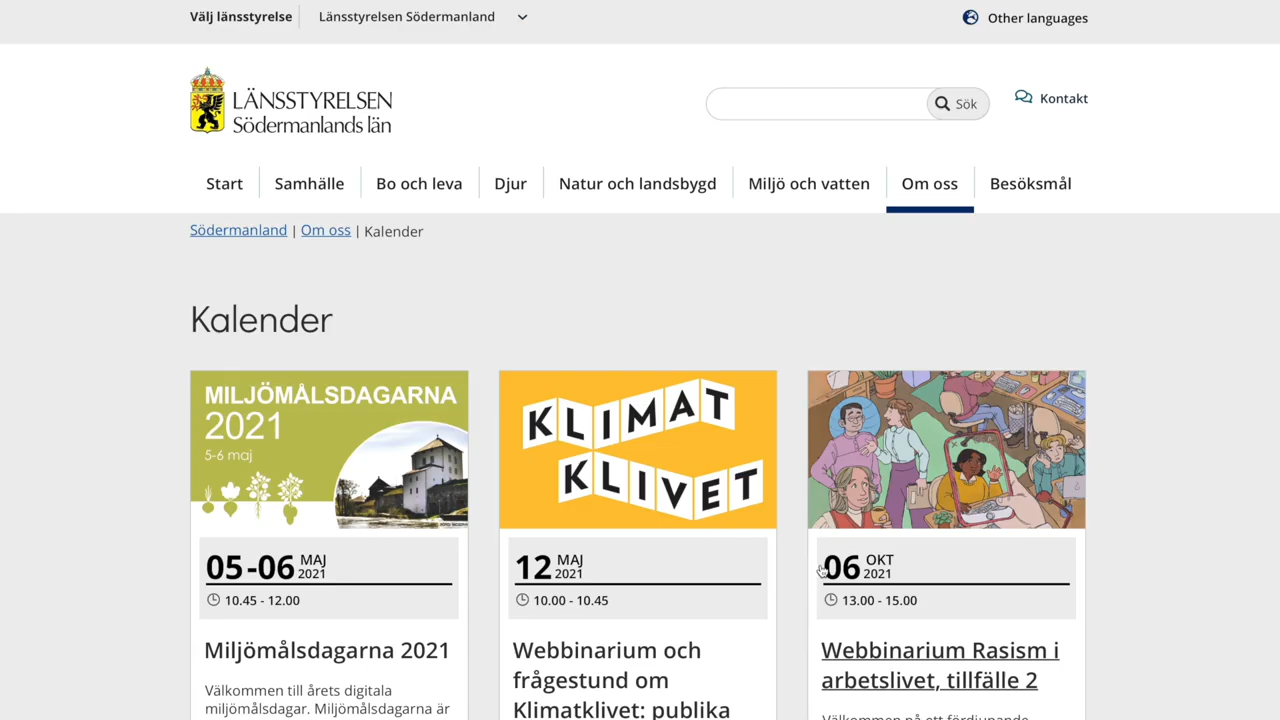 Välj länsstyrelse
Länsstyrelsen Södermanland
Other languages
LÄNSSTYRELSEN
Södermanlands län
Sök
Kontakt
Start
Samhälle
Bo och leva
Djur
Natur och landsbygd
Miljö och vatten
Om oss
Besöksmål
Södermanland | Om oss | Kalender
Kalender
MILJÖMÅLSDAGARNA
2021
5-6 maj
05-06 MAJ
2021
10.45 - 12.00
Miljömålsdagarna 2021
Välkommen till årets digitala
miljömålsdagar. Miljömålsdagarna är
KLIMAT
KLIVET
12 MAJ
2021
10.00 - 10.45
Webbinarium och
frågestund om
Klimatklivet: publika
06 OKT
2021
13.00 - 15.00
Webbinarium Rasism i
arbetslivet, tillfälle 2
Välkommen på ett fördjupande